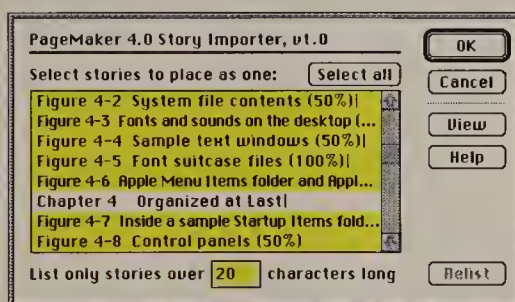 PageMaker 4.0 Story Importer, v1.0
OK
Select stories to place as one:
Select all
Cancel
Figure 4-2 System file contents (50%)|
Figure 4-3 Fonts and sounds on the desktop (...
View
Figure 4-4 Sample text windows (50%)|
Figure 4-5 Font suitcase files (100%)|
Help
Figure 4-6 Apple Menu Items folder and Appl...
Chapter 4 Organized at Last|
Figure 4-7 Inside a sample Startup Items fold...
Figure 4-8 Control panels (50%)
List only stories over 20 characters long
Relist